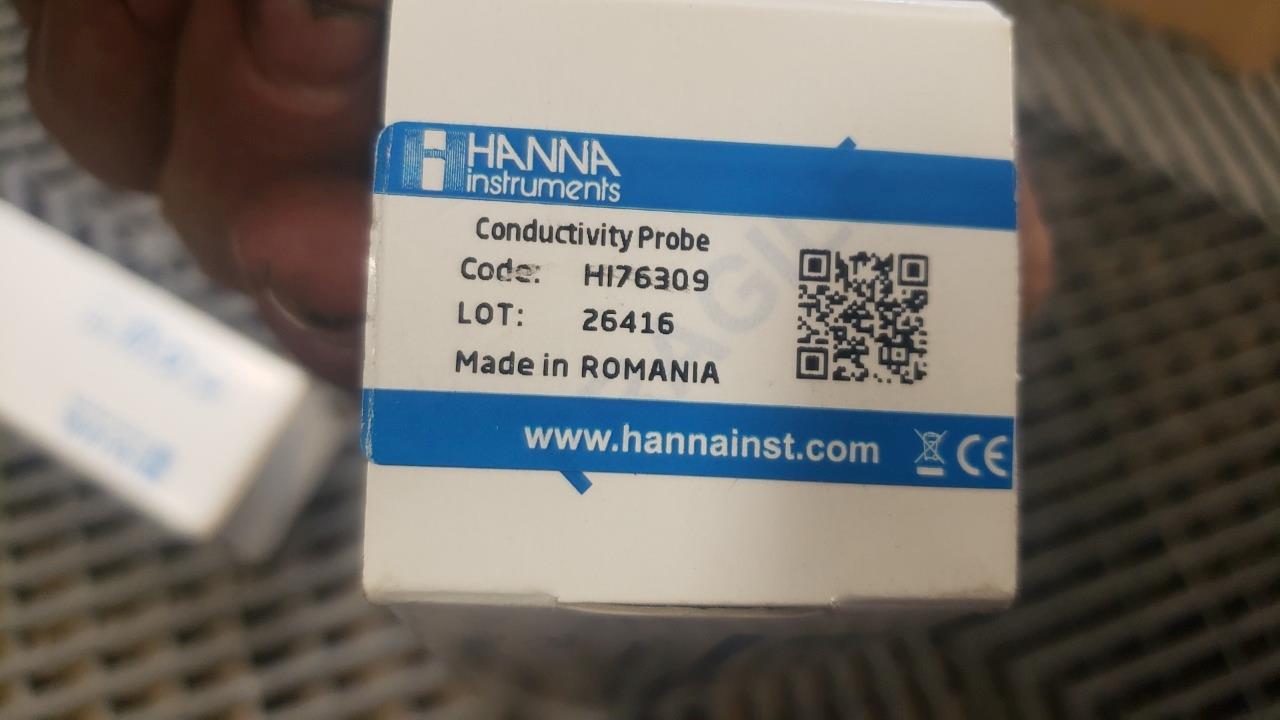 HANNA
instruments
Conductivity Probe
Code: HI76309
LOT: 26416
Made in ROMANIA
www.hannainst.com
CE